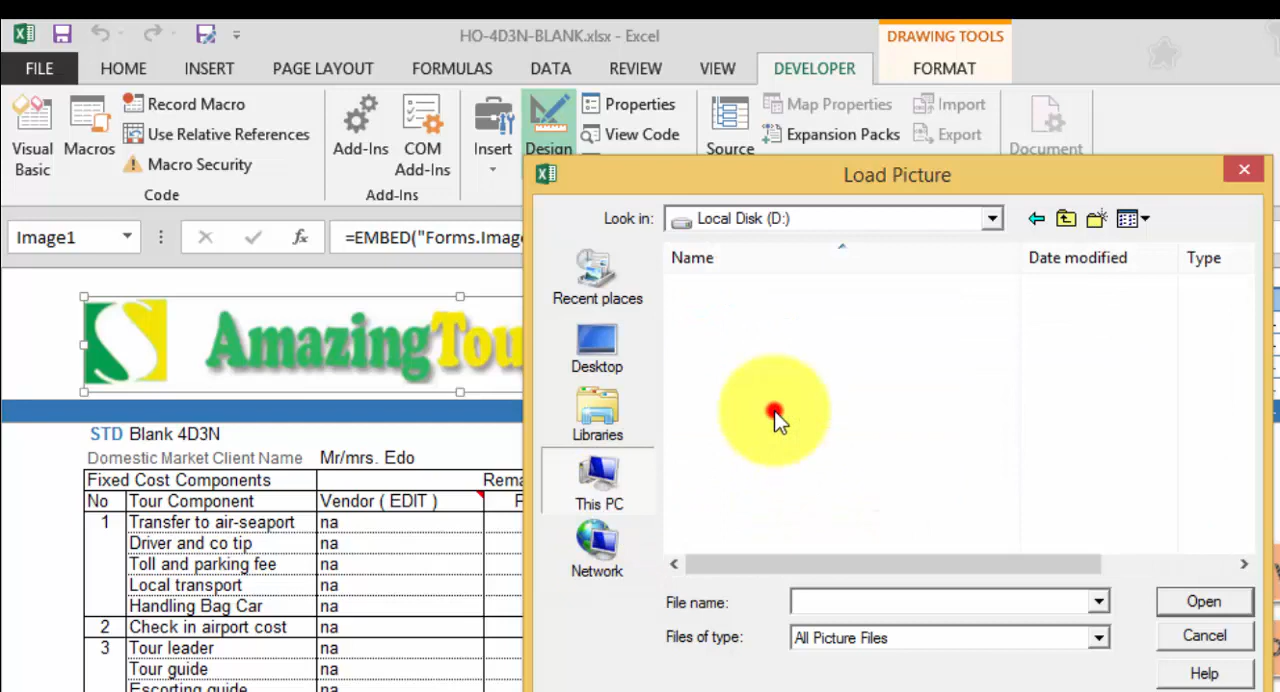 HO-4D3N-BLANK.xlsx - Excel
DRAWING TOOLS
FILE HOME INSERT PAGE LAYOUT FORMULAS DATA REVIEW VIEW DEVELOPER FORMAT
Visual Basic
Macros
Record Macro
Use Relative References
Macro Security
Code
Add-Ins
COM Add-Ins
Add-Ins
Insert
Design
Properties
View Code
Source
Map Properties
Expansion Packs
Import
Export
Document
Image1
fx
=EMBED("Forms.Image
Load Picture
Look in:
Local Disk (D:)
Name Date modified Type
Recent places
Desktop
Libraries
This PC
Network
File name:
Open
Files of type:
All Picture Files
Cancel
Help
AmazingTou
STD Blank 4D3N
Domestic Market Client Name Mr/mrs. Edo
Fixed Cost Components Rema
No Tour Component Vendor ( EDIT ) P
1 Transfer to air-seaport na
Driver and co tip na
Toll and parking fee na
Local transport na
Handling Bag Car na
2 Check in airport cost na
3 Tour leader na
Tour guide na
Escorting guide na